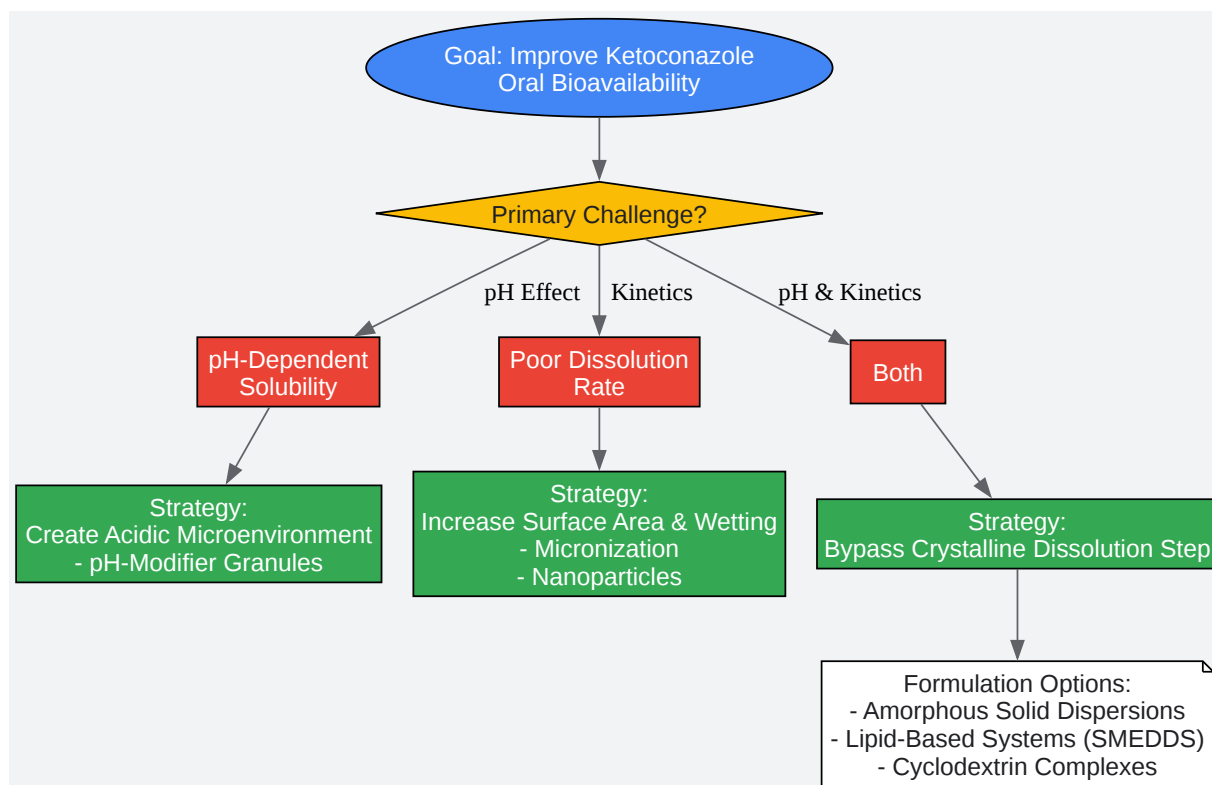 Goal: Improve Ketoconazole
Oral Bioavailability
Primary Challenge?
pH Effect
Kinetics
pH & Kinetics
pH-Dependent
Solubility
Poor Dissolution
Rate
Both
Strategy:
Create Acidic Microenvironment
- pH-Modifier Granules
Strategy:
Increase Surface Area & Wetting
- Micronization
- Nanoparticles
Strategy:
Bypass Crystalline Dissolution Step
Formulation Options:
- Amorphous Solid Dispersions
- Lipid-Based Systems (SMEDDS)
- Cyclodextrin Complexes